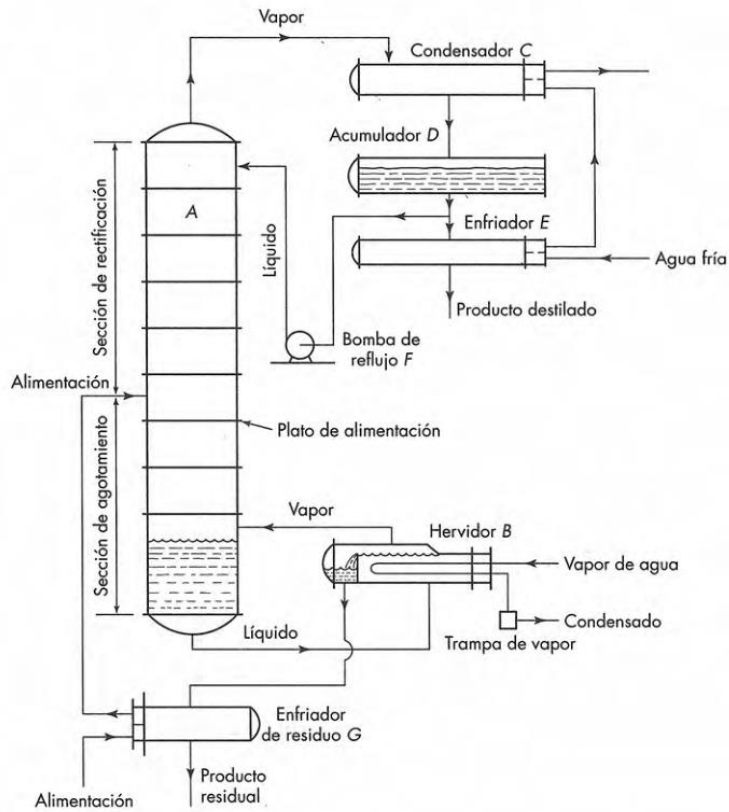 Vapor
Condensador C
Acumulador D
A
Sección de rectificación
Líquido
Enfriador E
Agua fría
Producto destilado
Bomba de
reflujo F
Alimentación
Plato de alimentación
Sección de agotamiento
Vapor
Hervidor B
Vapor de agua
Condensado
Líquido
Trampa de vapor
Enfriador
de residuo G
Alimentación
Producto
residual